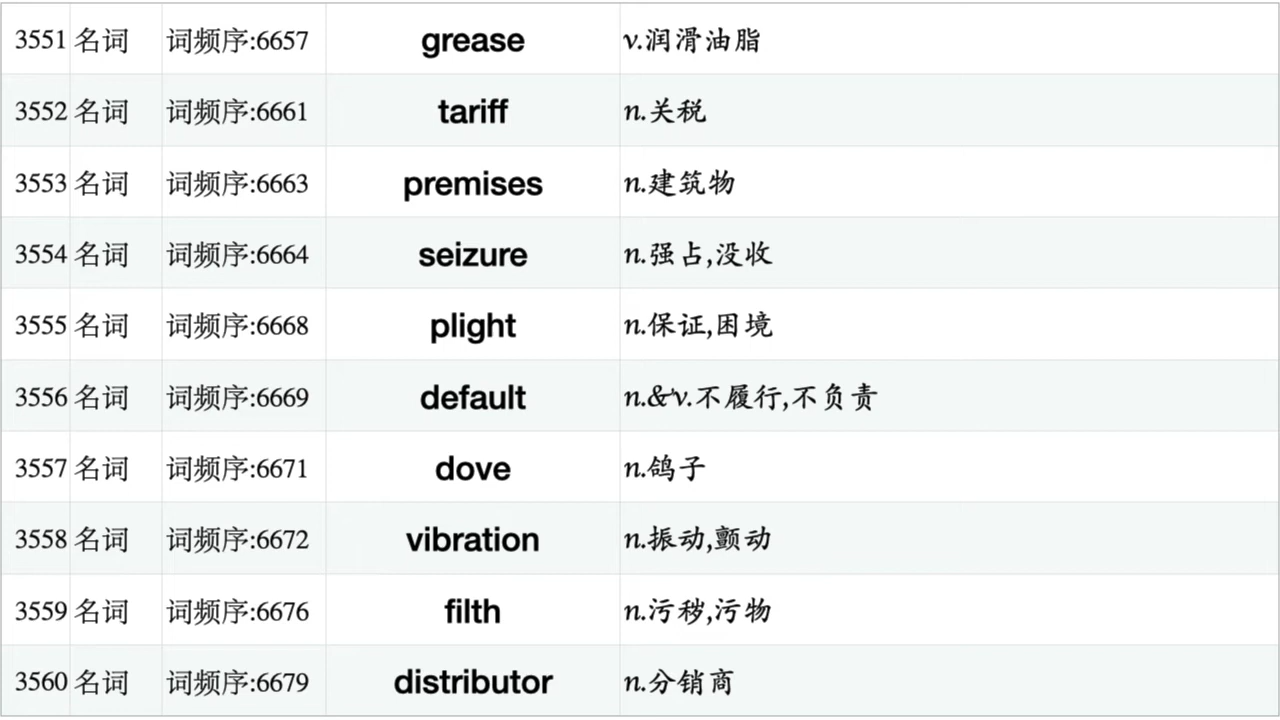 3551 名词 词频序:6657 grease v.润滑油脂
3552 名词 词频序:6661 tariff n.关税
3553 名词 词频序:6663 premises n.建筑物
3554 名词 词频序:6664 seizure n.强占,没收
3555 名词 词频序:6668 plight n.保证,困境
3556 名词 词频序:6669 default n.&v.不履行,不负责
3557 名词 词频序:6671 dove n.鸽子
3558 名词 词频序:6672 vibration n.振动,颤动
3559 名词 词频序:6676 filth n.污秽,污物
3560 名词 词频序:6679 distributor n.分销商